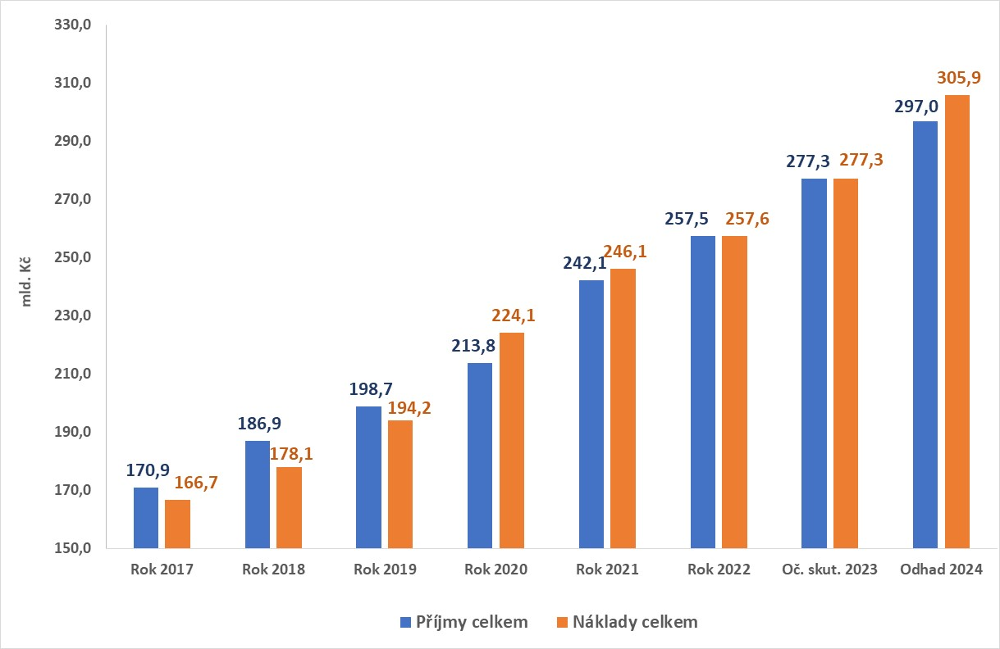 330,0
310,0
290,0
270,0
250,0
230,0
210,0
190,0
170,0
150,0
mld. Kč
170,9
166,7
186,9
178,1
198,7
194,2
213,8
224,1
242,1
246,1
257,5
257,6
277,3
277,3
297,0
305,9
Rok 2017
Rok 2018
Rok 2019
Rok 2020
Rok 2021
Rok 2022
Oč. skut. 2023
Odhad 2024
Příjmy celkem
Náklady celkem